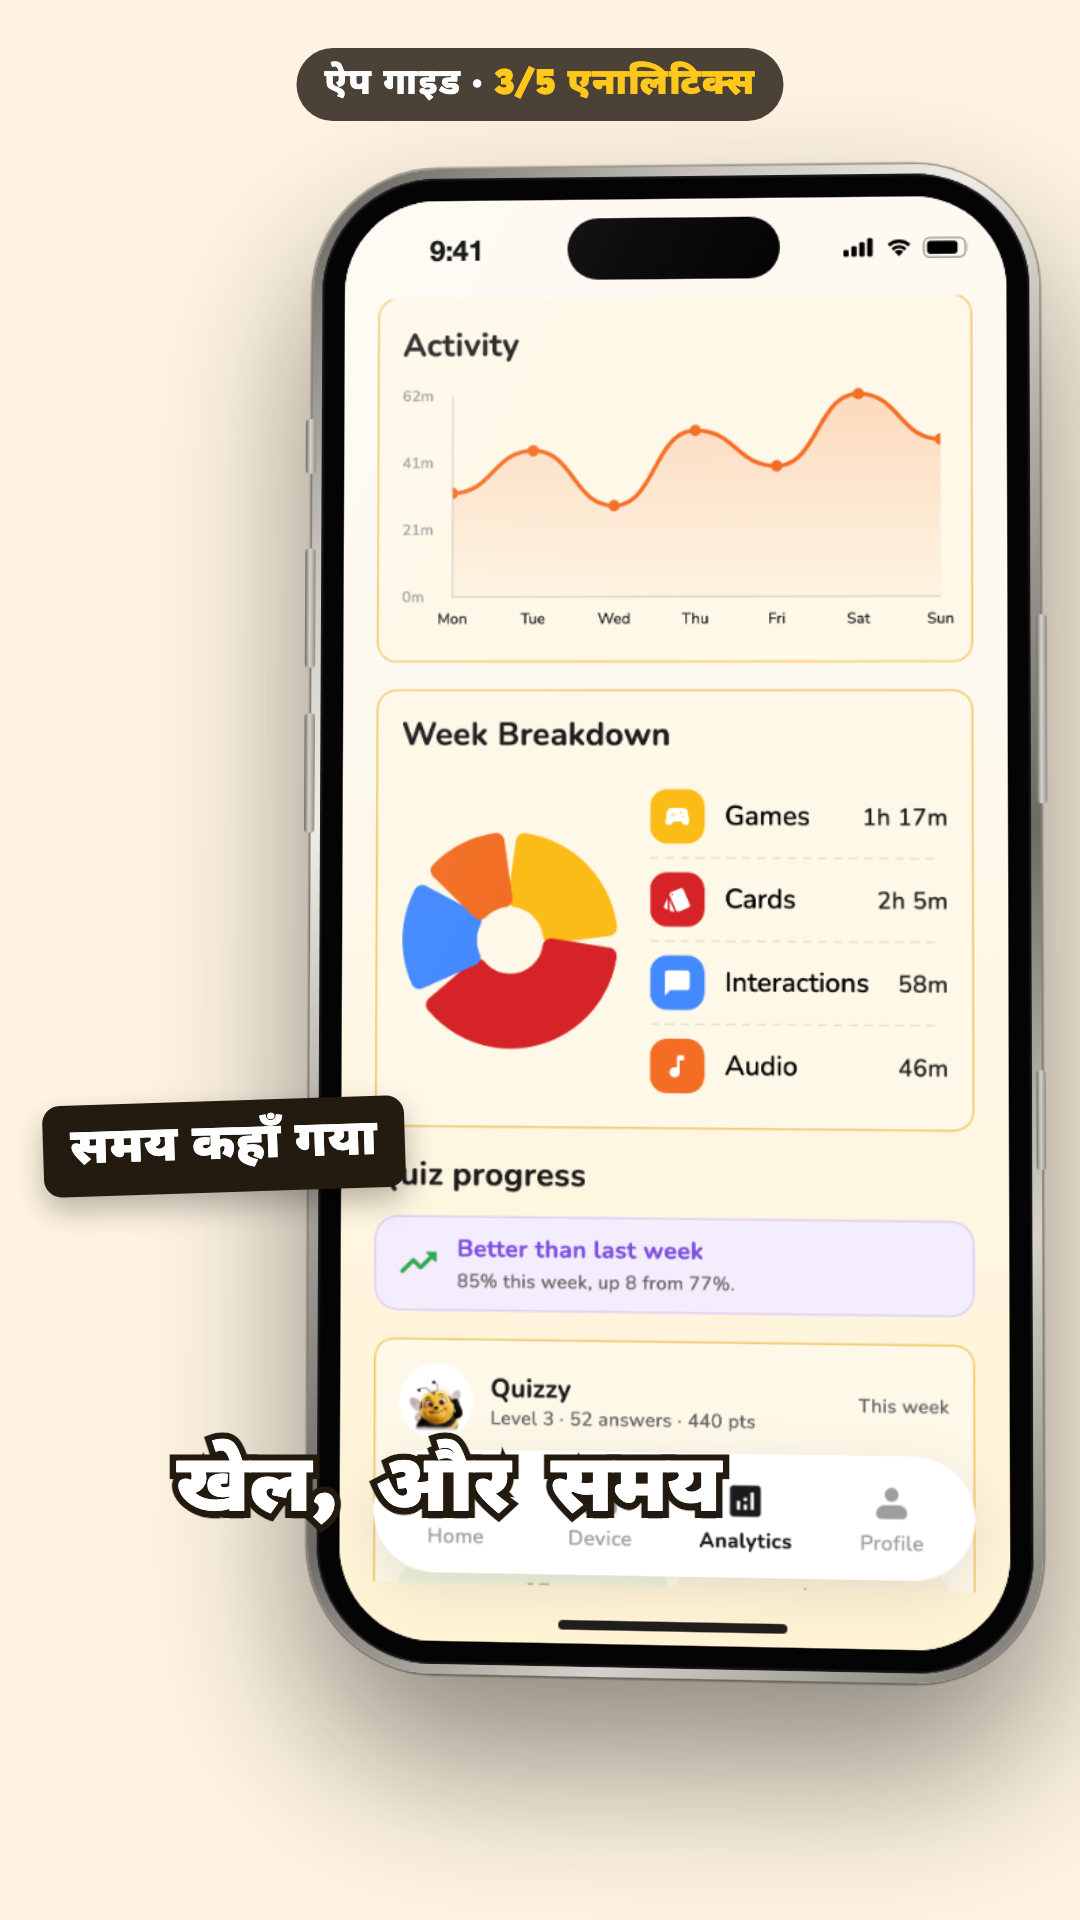 ऐप गाइड · 3/5 एनालिटिक्स
9:41
Activity
62m
41m
21m
0m
Mon Tue Wed Thu Fri Sat Sun
Week Breakdown
Games 1h 17m
Cards 2h 5m
Interactions 58m
Audio 46m
समय कहाँ गया
uiz progress
Better than last week
85% this week, up 8 from 77%.
Quizzy
Level 3 · 52 answers · 440 pts
This week
खेल, और समय
Home Device Analytics Profile